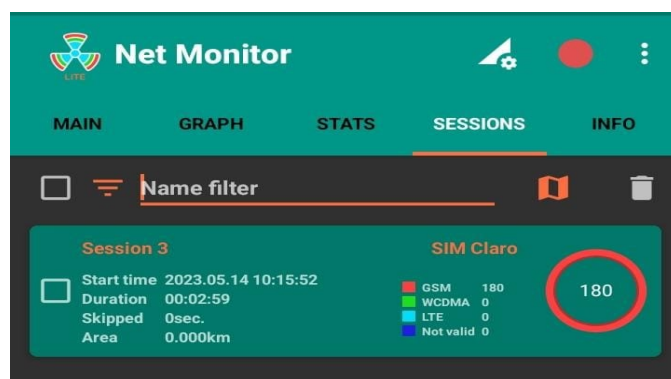 LITE
Net Monitor
MAIN GRAPH STATS SESSIONS INFO
Name filter
Session 3 SIM Claro
Start time 2023.05.14 10:15:52
Duration 00:02:59
Skipped 0sec.
Area 0.000km
GSM 180
WCDMA 0
LTE 0
Not valid 0
180